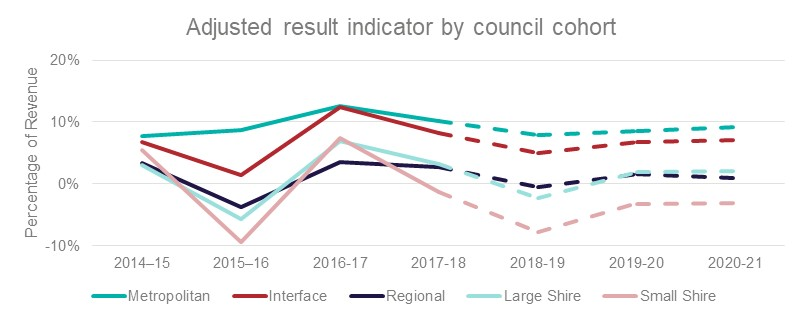 Adjusted result indicator by council cohort
Percentage of Revenue
20%
10%
0%
-10%
2014–15 2015–16 2016-17 2017-18 2018-19 2019-20 2020-21
Metropolitan Interface Regional Large Shire Small Shire